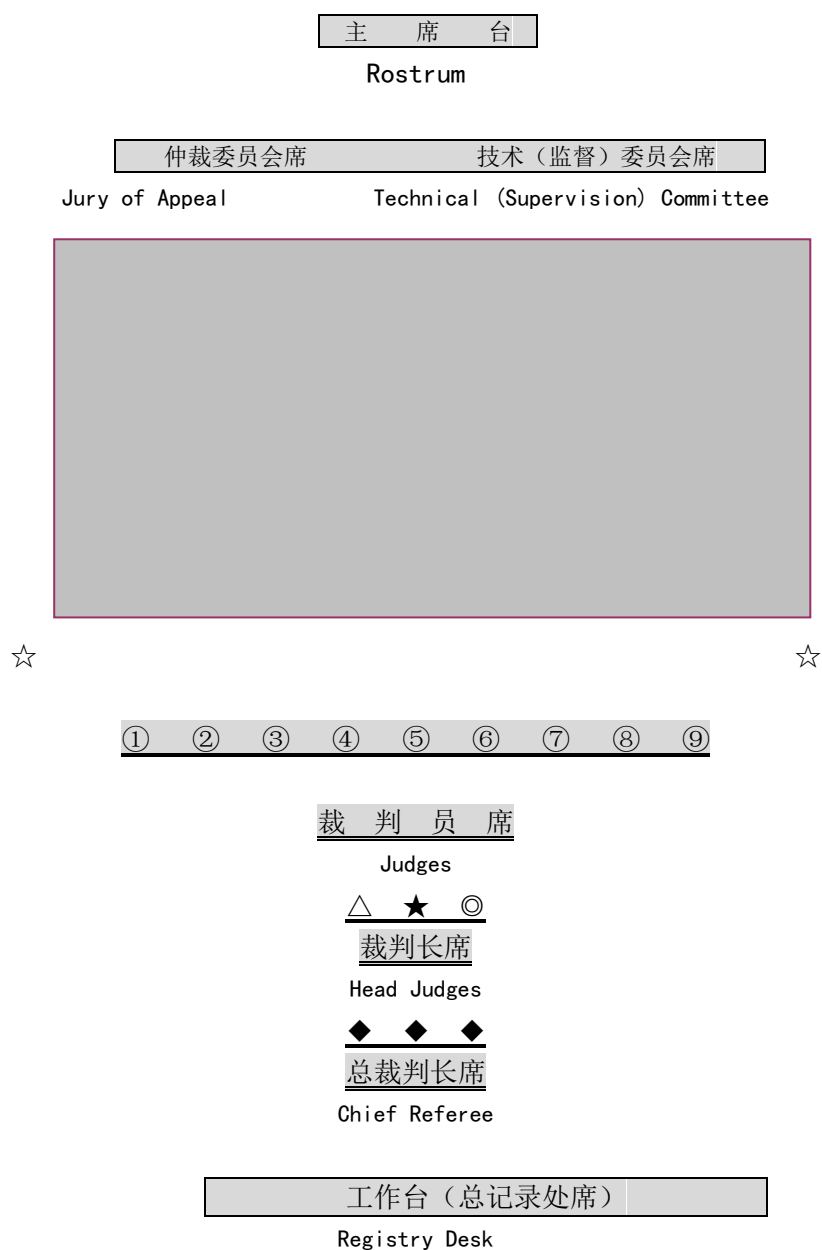 主 席 台
Rostrum
仲裁委员会席 技术（监督）委员会席
Jury of Appeal Technical (Supervision) Committee
☆ ☆
① ② ③ ④ ⑤ ⑥ ⑦ ⑧ ⑨
裁 判 员 席
Judges
△ ★ ◎
裁判长席
Head Judges
◆ ◆ ◆
总裁判长席
Chief Referee
工作台（总记录处席）
Registry Desk